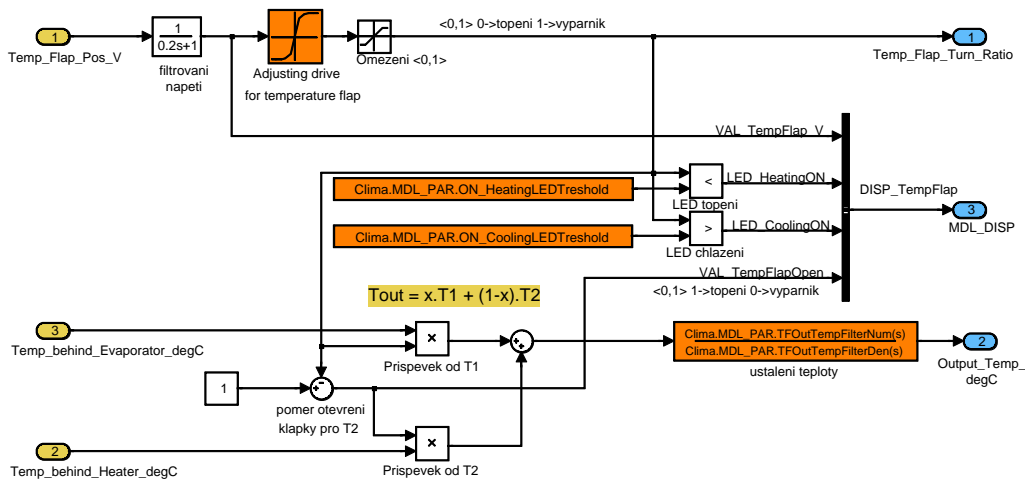 <0,1> 0->topeni 1->vyparnik
1
Temp_Flap_Pos_V
1
0.2s+1
filtrovani
napeti
Adjusting drive
for temperature flap
Omezeni <0,1>
1
Temp_Flap_Turn_Ratio
VAL_TempFlap_V
Clima.MDL_PAR.ON_HeatingLEDTreshold
<
LED_HeatingON
LED topeni
DISP_TempFlap
3
MDL_DISP
Clima.MDL_PAR.ON_CoolingLEDTreshold
>
LED_CoolingON
LED chlazeni
VAL_TempFlapOpen
<0,1> 1->topeni 0->vyparnik
Tout = x.T1 + (1-x).T2
3
Temp_behind_Evaporator_degC
×
Prispevek od T1
Clima.MDL_PAR.TFOutTempFilterNum(s)
Clima.MDL_PAR.TFOutTempFilterDen(s)
ustaleni teploty
2
Output_Temp_
degC
1
pomer otevreni
klapky pro T2
2
Temp_behind_Heater_degC
×
Prispevek od T2